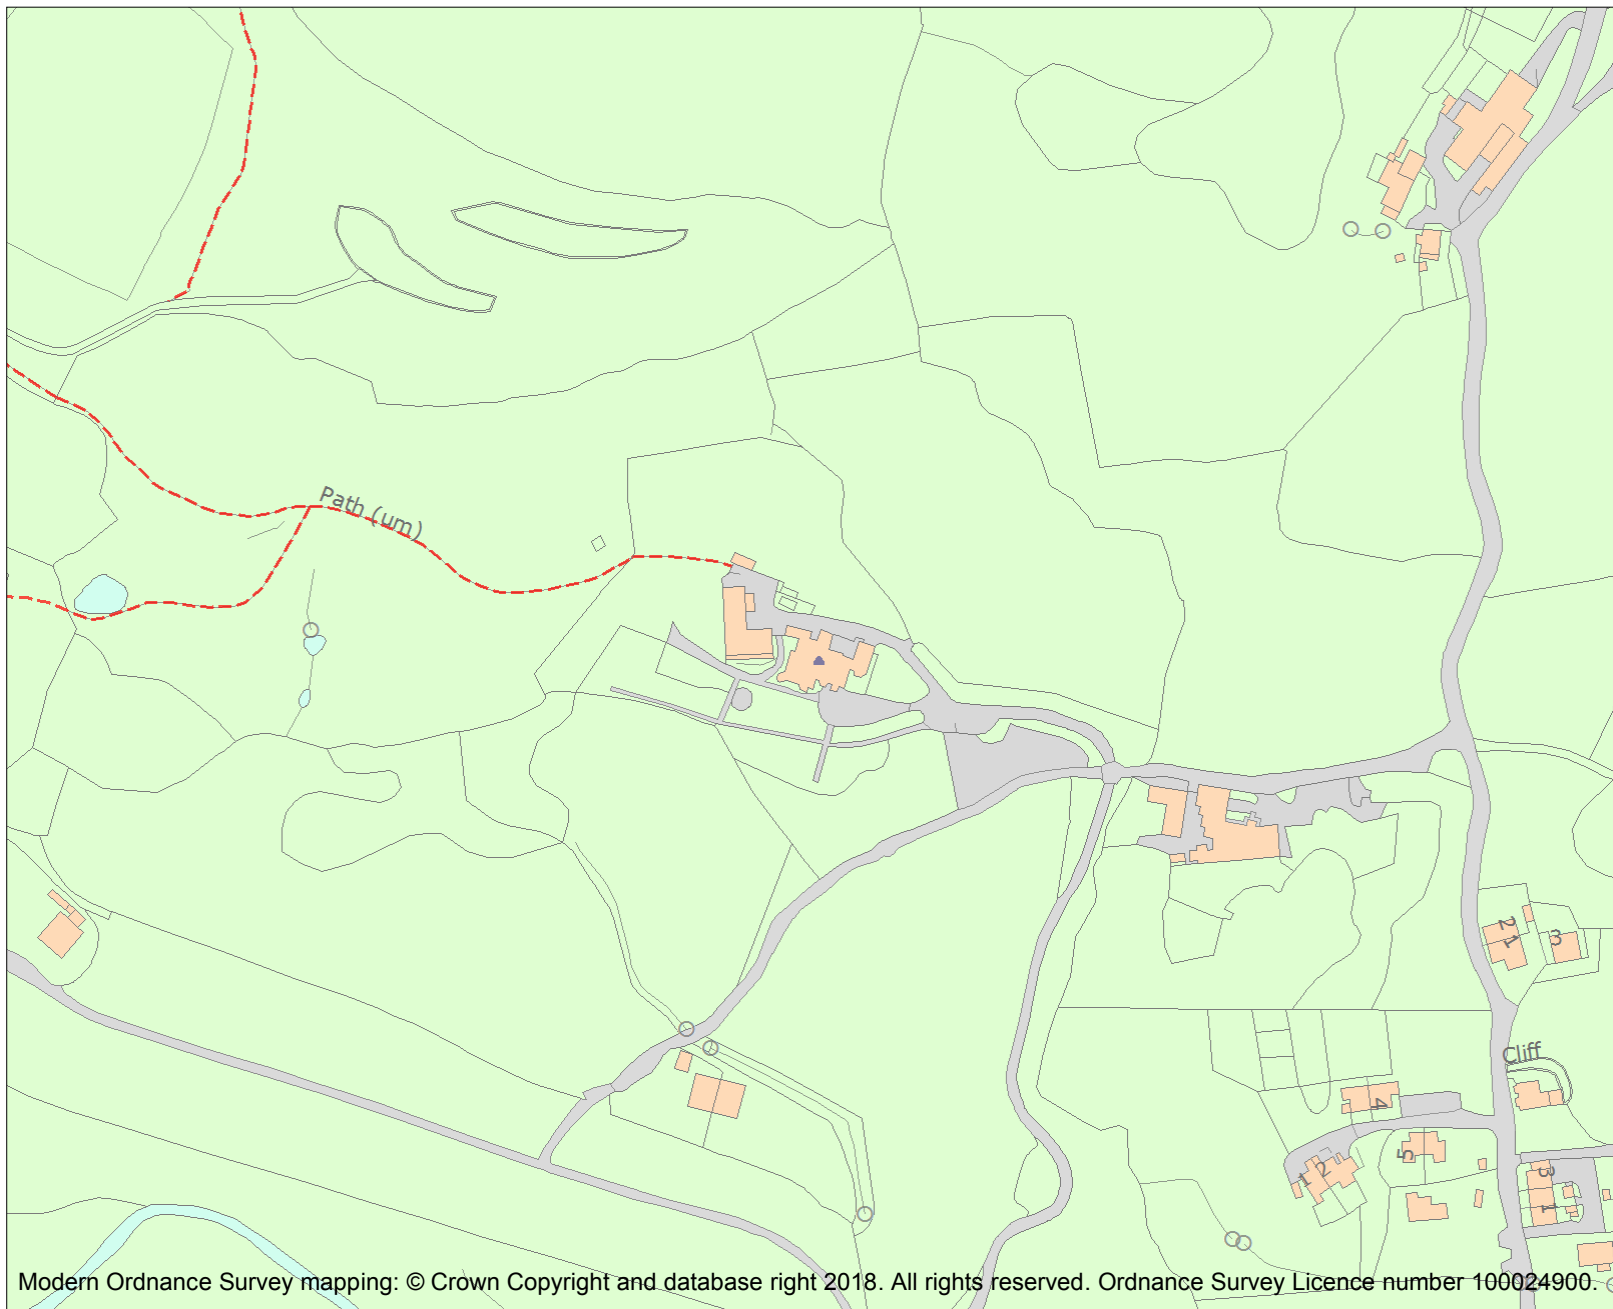 Path (um)
2
1
3
Cliff
4
5
1 2
3
1
Modern Ordnance Survey mapping: © Crown Copyright and database right 2018. All rights reserved. Ordnance Survey Licence number 100024900.